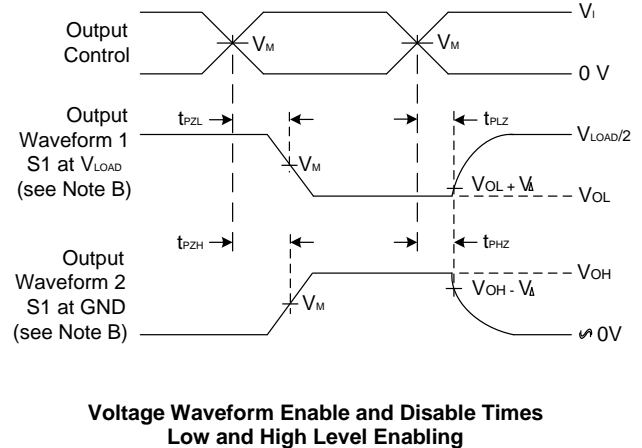 Output
Control
VM
VM
VI
0 V
Output
Waveform 1
S1 at VLOAD
(see Note B)
tPZL
VM
tPLZ
VLOAD/2
VOL + VΔ
VOL
Output
Waveform 2
S1 at GND
(see Note B)
tPZH
VM
tPHZ
VOH
VOH - VΔ
0V
Voltage Waveform Enable and Disable Times
Low and High Level Enabling